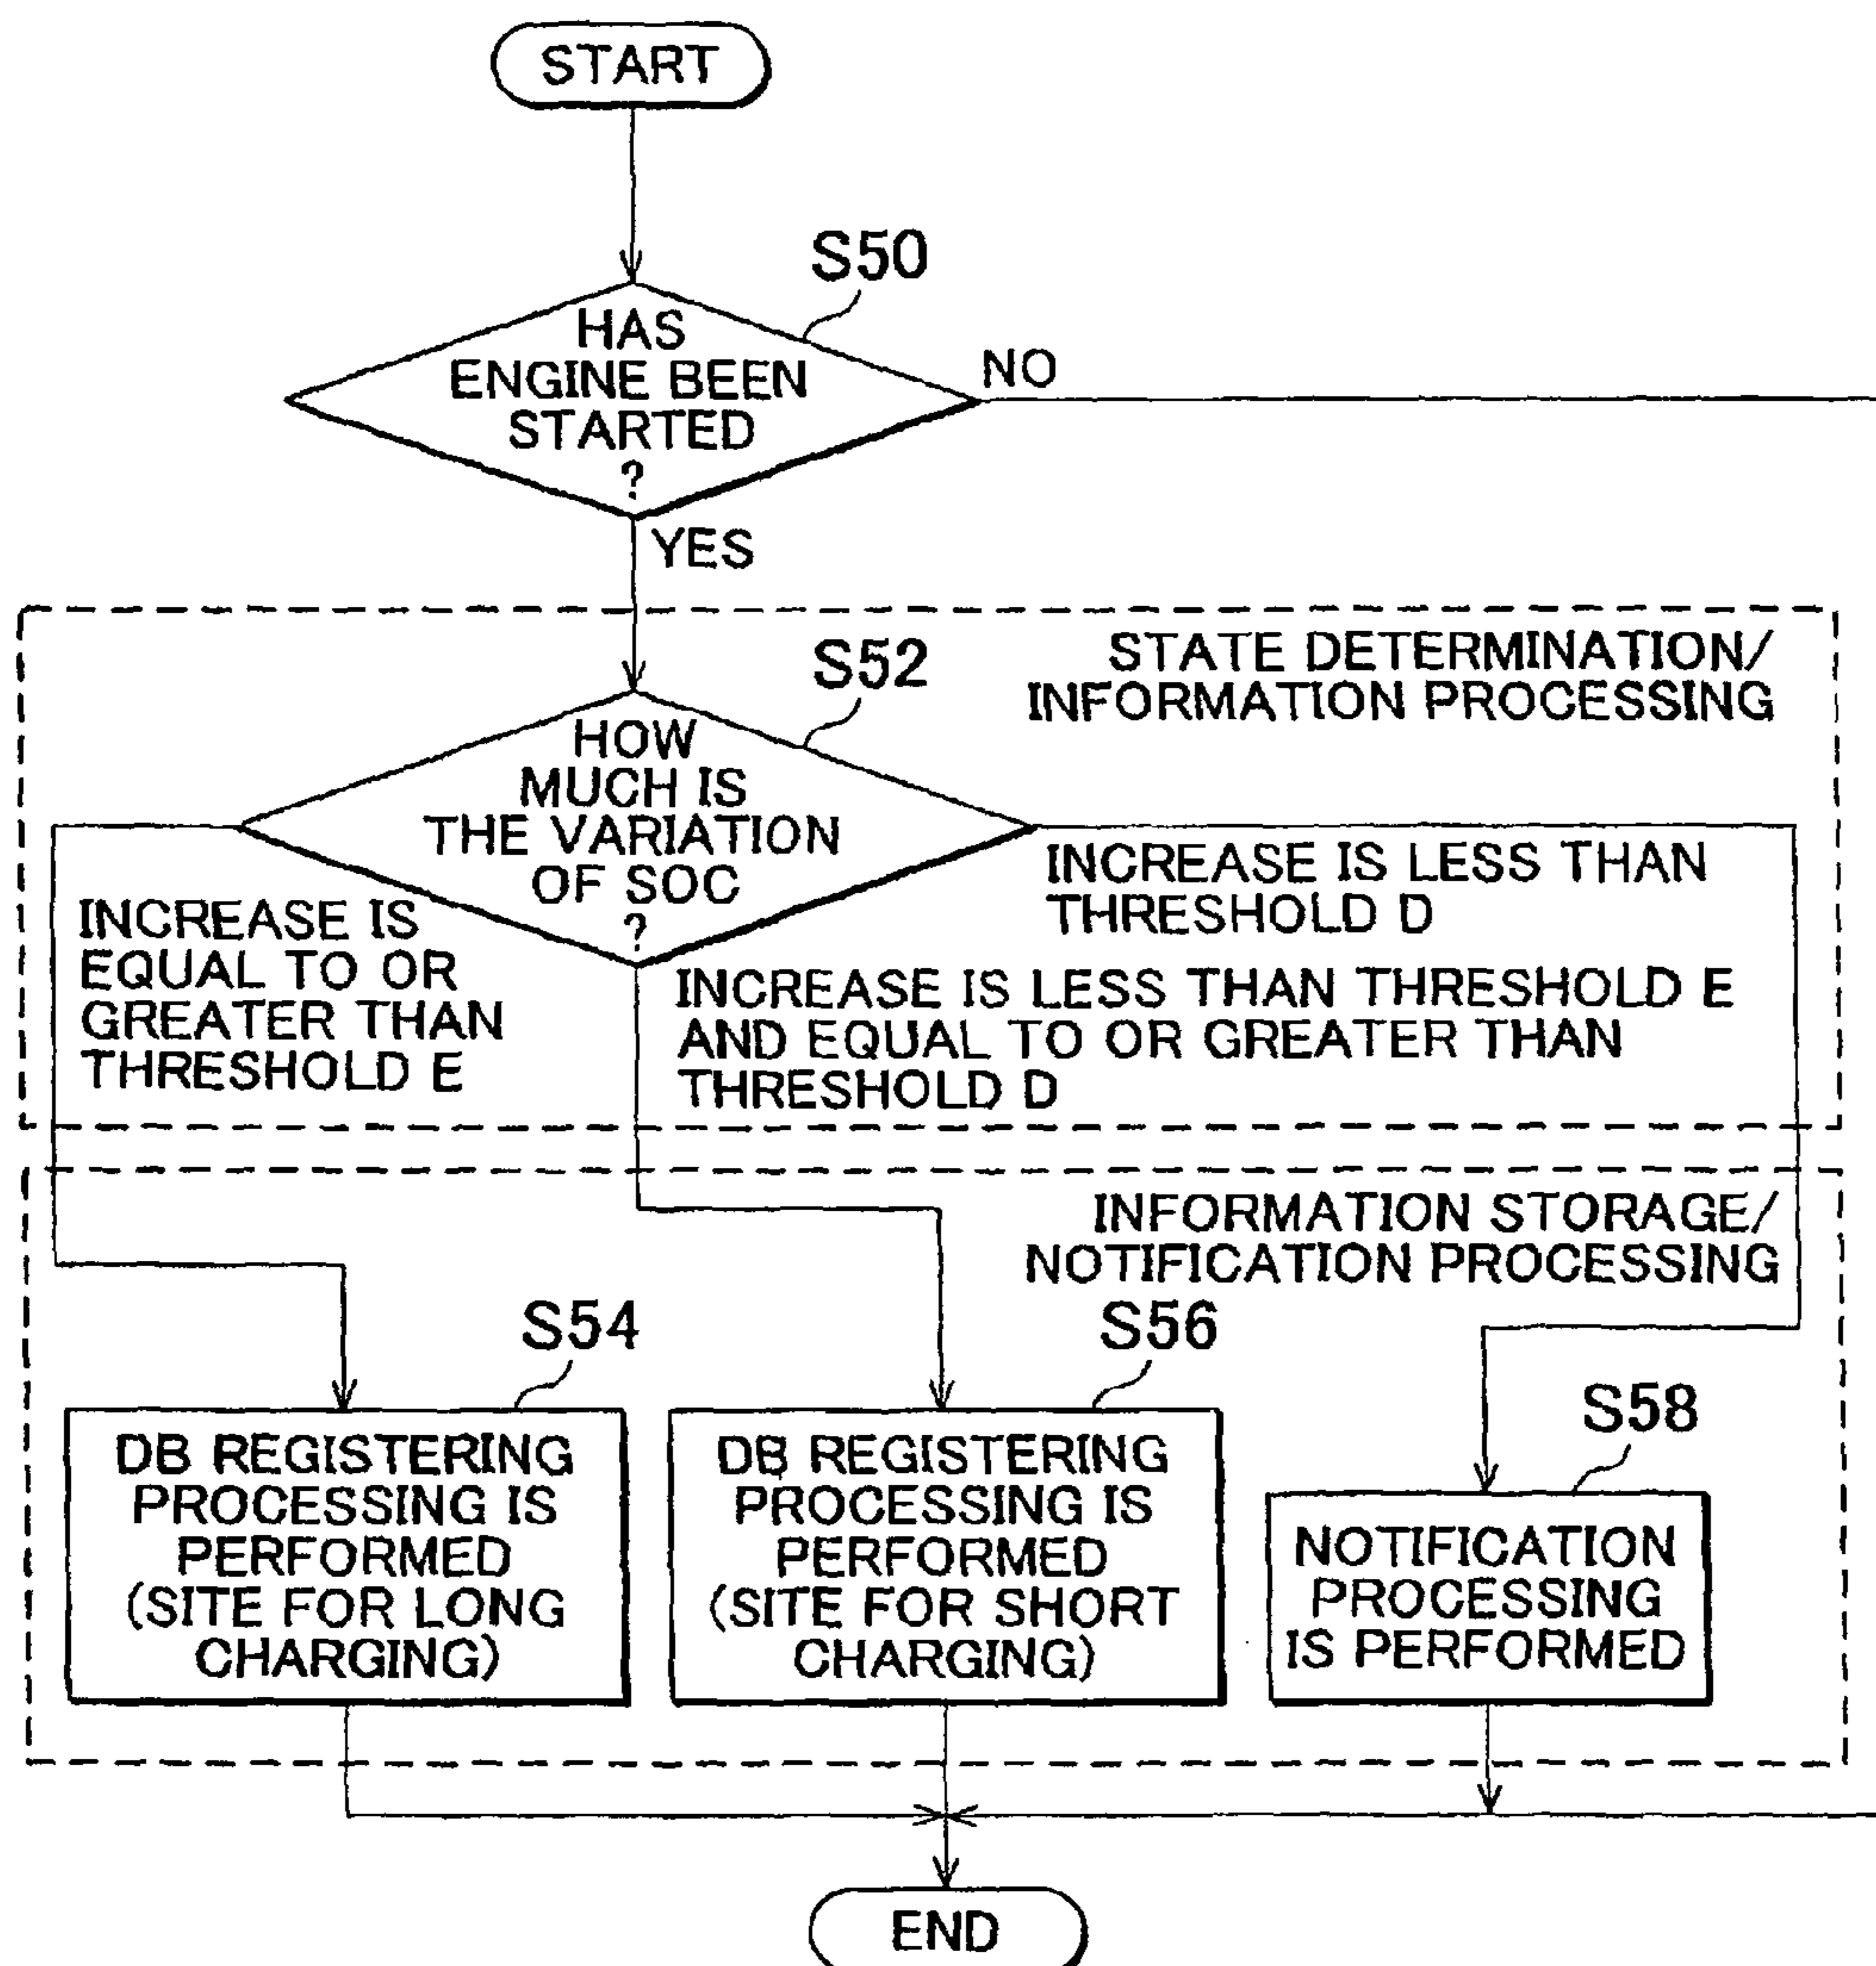 START
S50
HAS
ENGINE BEEN
STARTED
?
NO
YES
STATE DETERMINATION/
INFORMATION PROCESSING
S52
HOW
MUCH IS
THE VARIATION
OF SOC
?
INCREASE IS LESS THAN
THRESHOLD D
INCREASE IS
EQUAL TO OR
GREATER THAN
THRESHOLD E
INCREASE IS LESS THAN THRESHOLD E
AND EQUAL TO OR GREATER THAN
THRESHOLD D
INFORMATION STORAGE/
NOTIFICATION PROCESSING
S54
DB REGISTERING
PROCESSING IS
PERFORMED
(SITE FOR LONG
CHARGING)
S56
DB REGISTERING
PROCESSING IS
PERFORMED
(SITE FOR SHORT
CHARGING)
S58
NOTIFICATION
PROCESSING
IS PERFORMED
END